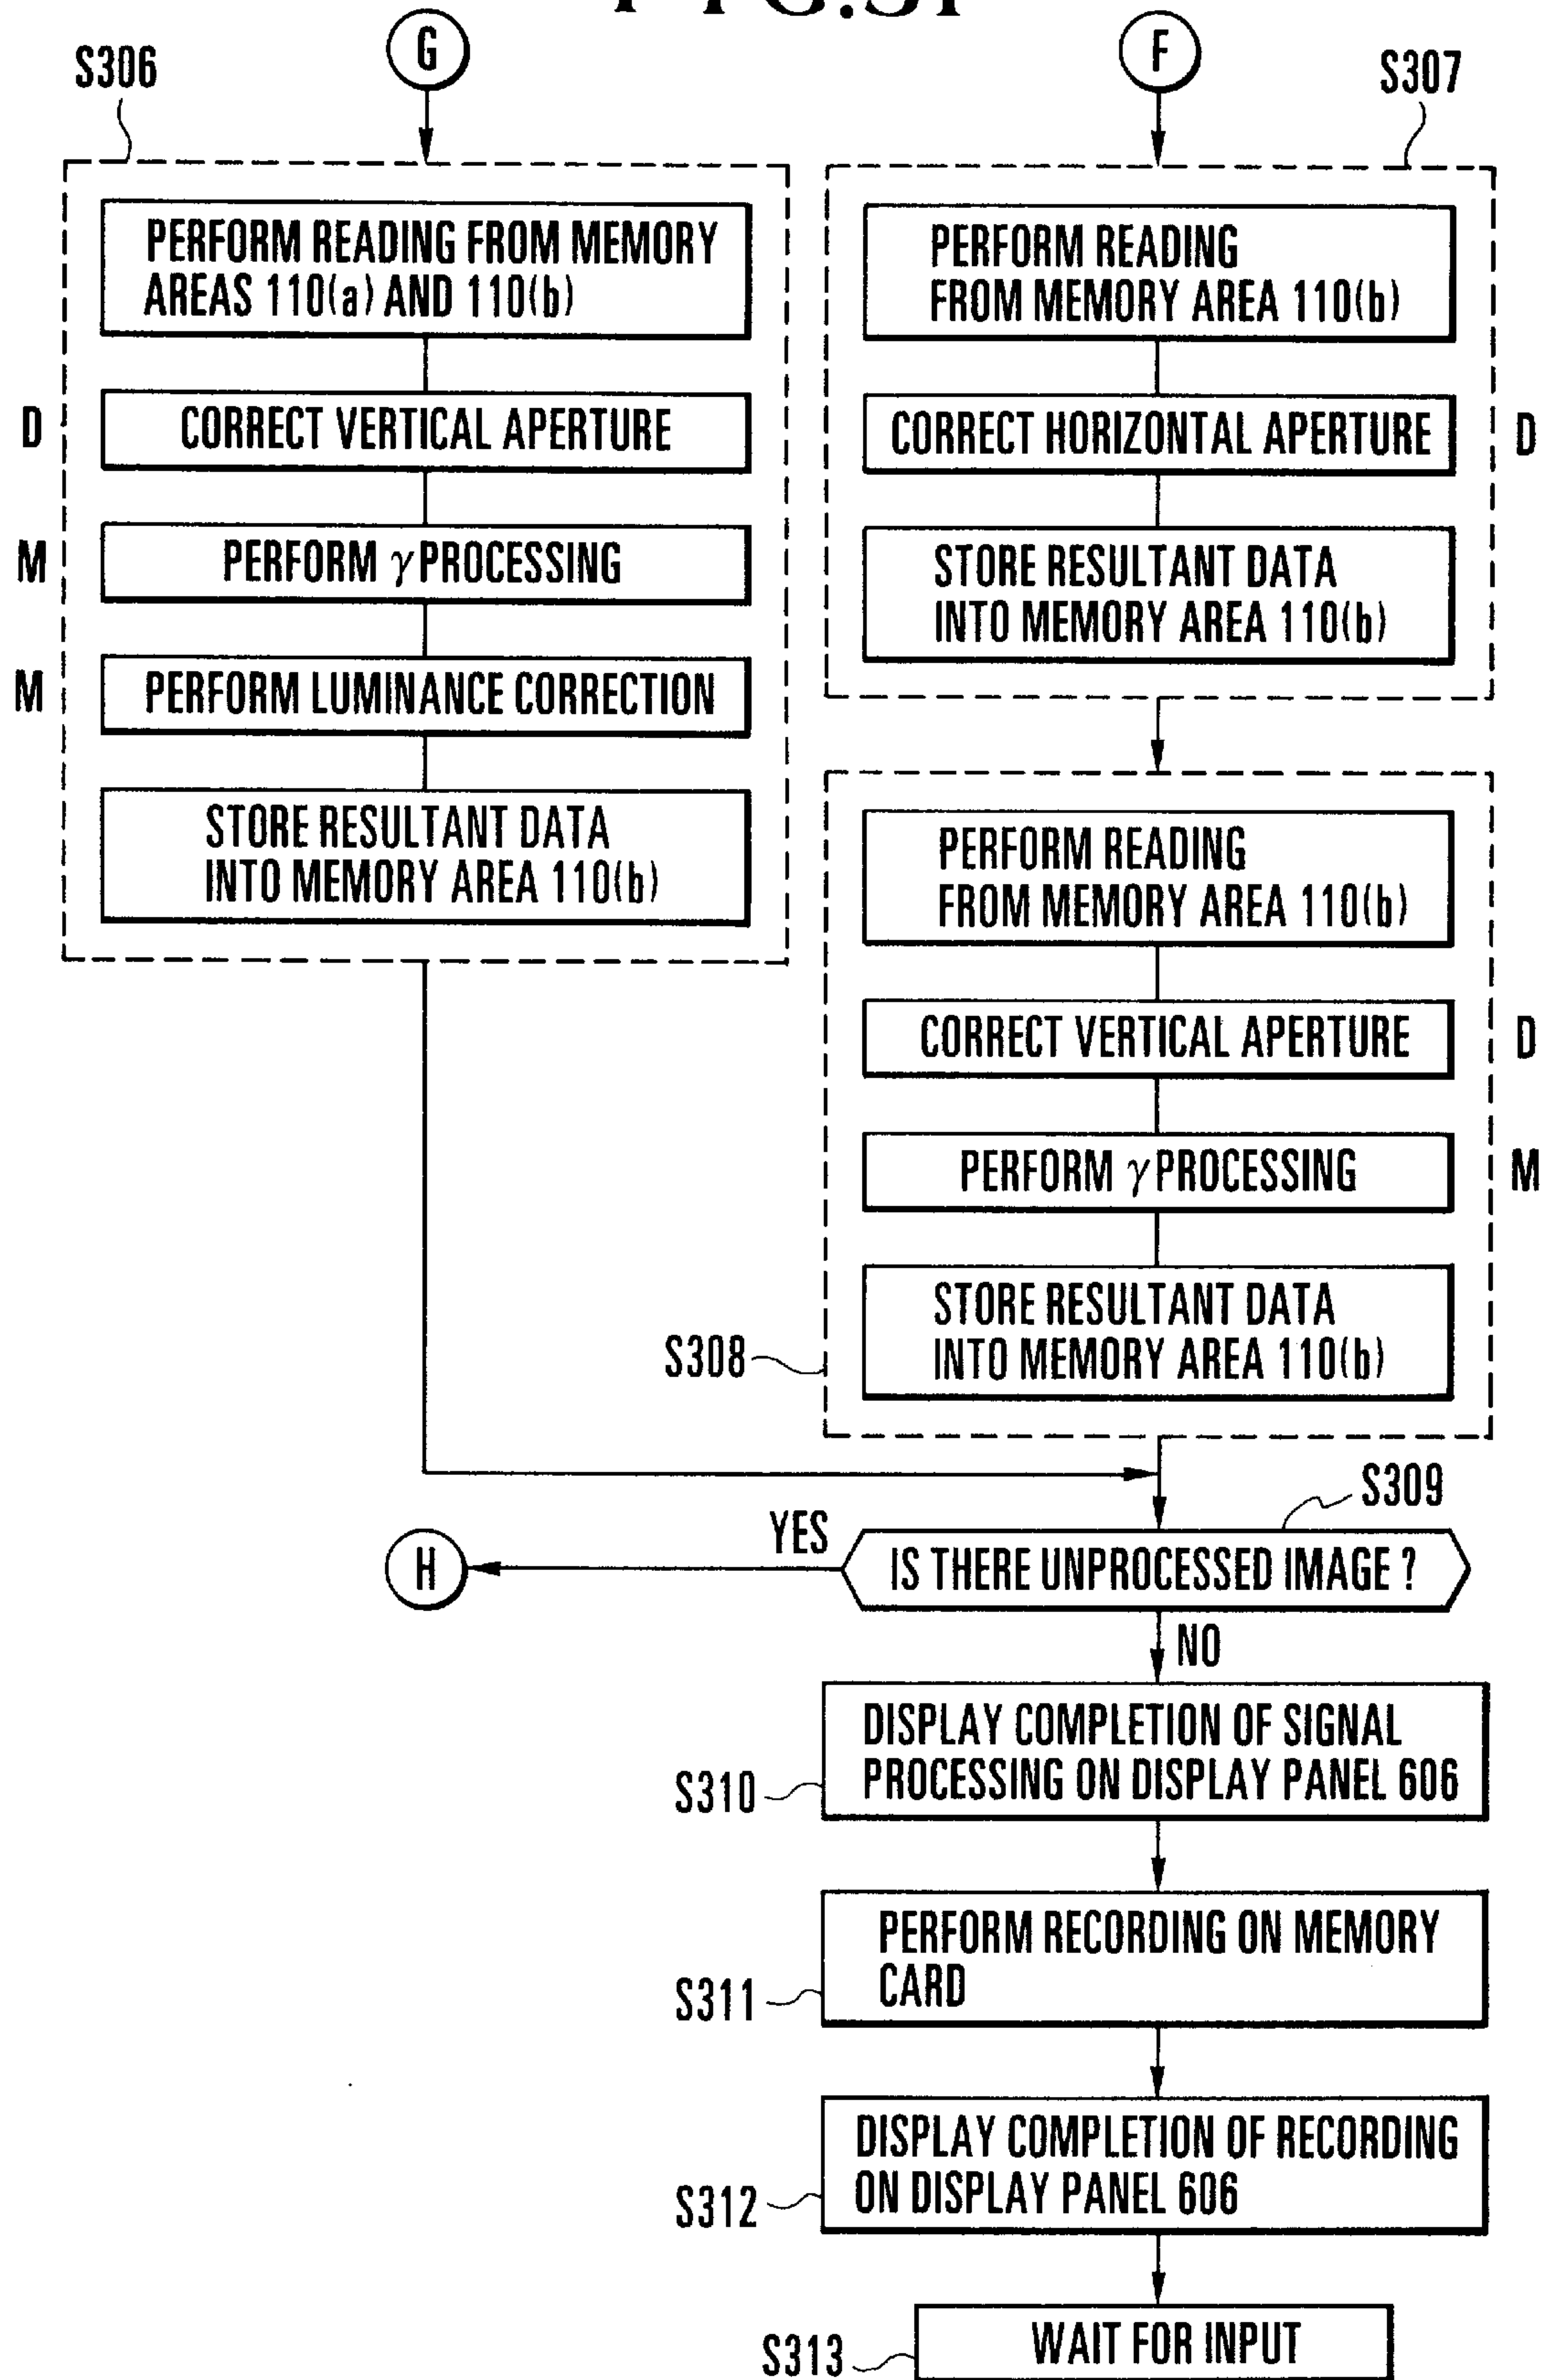 FIG.31
G
S306
PERFORM READING FROM MEMORY
AREAS 110(a) AND 110(b)
D
CORRECT VERTICAL APERTURE
M
PERFORM γ PROCESSING
M
PERFORM LUMINANCE CORRECTION
STORE RESULTANT DATA
INTO MEMORY AREA 110(b)
F
S307
PERFORM READING
FROM MEMORY AREA 110(b)
CORRECT HORIZONTAL APERTURE
D
STORE RESULTANT DATA
INTO MEMORY AREA 110(b)
PERFORM READING
FROM MEMORY AREA 110(b)
CORRECT VERTICAL APERTURE
D
PERFORM γ PROCESSING
M
STORE RESULTANT DATA
INTO MEMORY AREA 110(b)
S308
S309
YES
H
IS THERE UNPROCESSED IMAGE ?
NO
DISPLAY COMPLETION OF SIGNAL
PROCESSING ON DISPLAY PANEL 606
S310
PERFORM RECORDING ON MEMORY
CARD
S311
DISPLAY COMPLETION OF RECORDING
ON DISPLAY PANEL 606
S312
WAIT FOR INPUT
S313